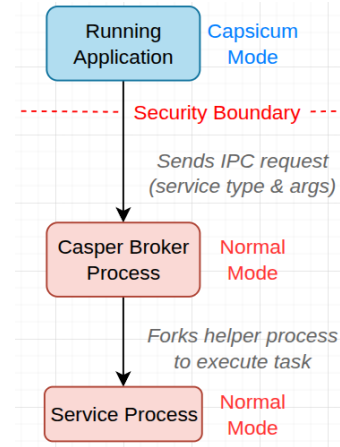 Running
Application
Capsicum
Mode
Security Boundary
Sends IPC request
(service type & args)
Casper Broker
Process
Normal
Mode
Forks helper process
to execute task
Service Process
Normal
Mode